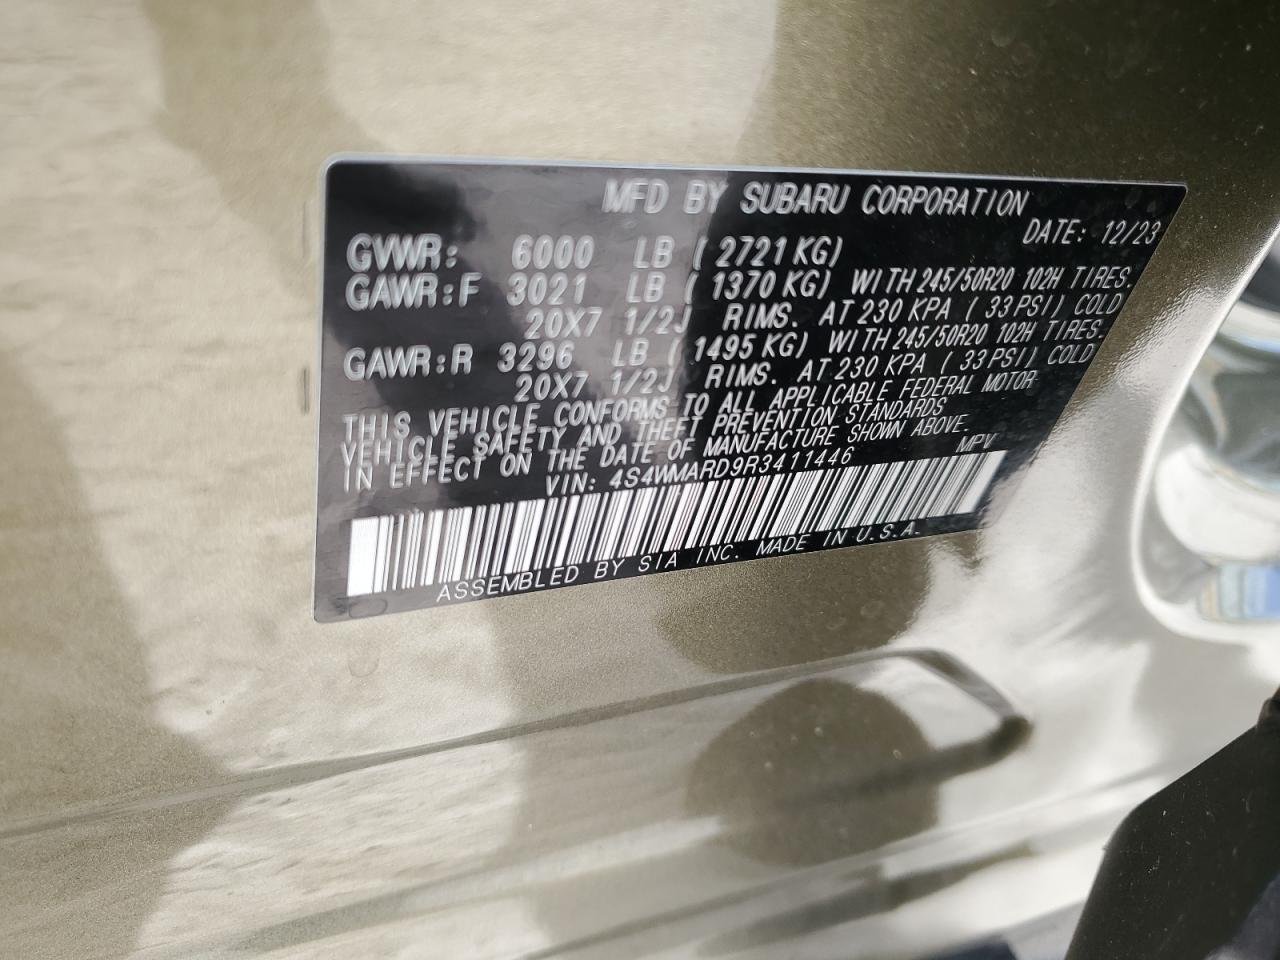 MFD BY SUBARU CORPORATION
DATE: 12/23
GVWR: 6000 LB ( 2721 KG)
GAWR:F 3021 LB ( 1370 KG) WITH 245/50R20 102H TIRES.
20X7 1/2J RIMS. AT 230 KPA ( 33 PSI) COLD
GAWR:R 3296 LB ( 1495 KG) WITH 245/50R20 102H TIRES.
20X7 1/2J RIMS. AT 230 KPA ( 33 PSI) COLD
THIS VEHICLE CONFORMS TO ALL APPLICABLE FEDERAL MOTOR
VEHICLE SAFETY AND THEFT PREVENTION STANDARDS
IN EFFECT ON THE DATE OF MANUFACTURE SHOWN ABOVE.
VIN: 4S4WMARD9R3411446 MPV
ASSEMBLED BY SIA INC. MADE IN U.S.A.